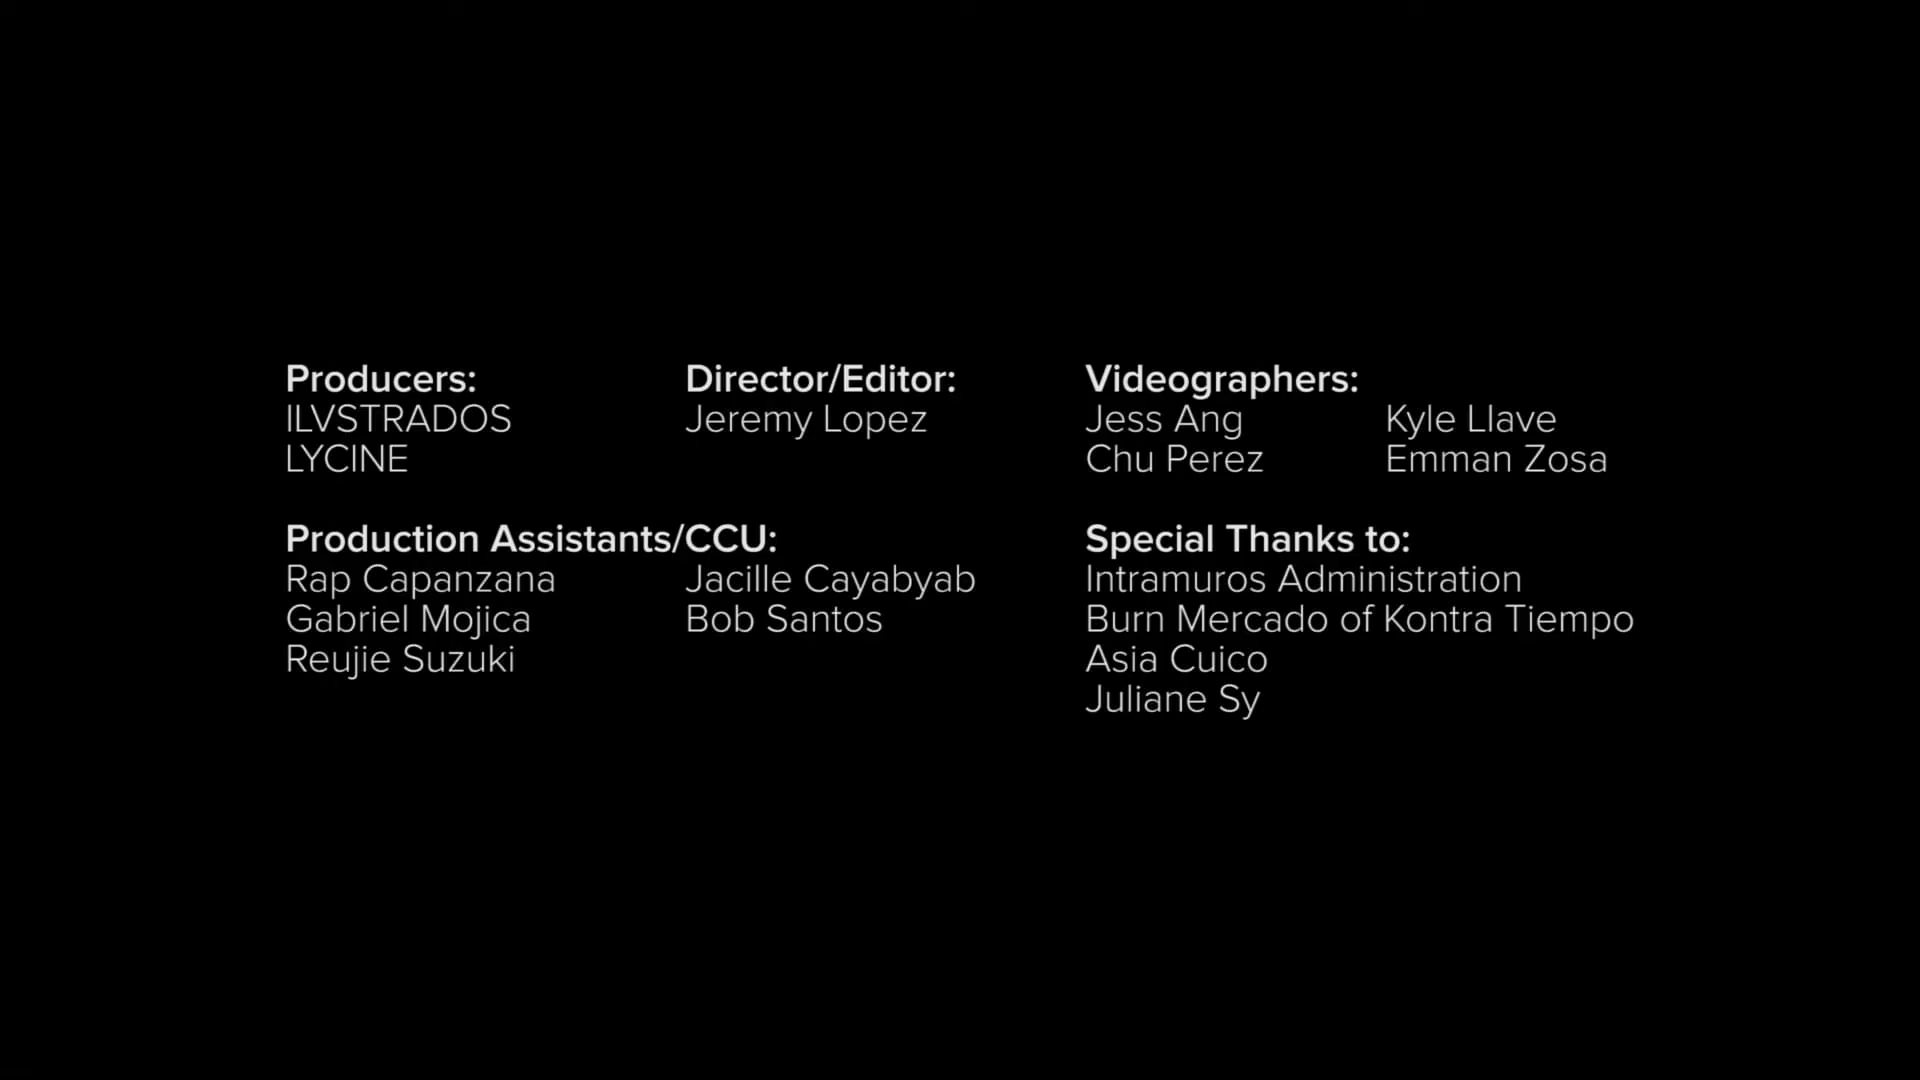 Producers:
ILVSTRADOS
LYCINE
Director/Editor:
Jeremy Lopez
Videographers:
Jess Ang
Chu Perez
Kyle Llave
Emman Zosa
Production Assistants/CCU:
Rap Capanzana
Gabriel Mojica
Reujie Suzuki
Jacille Cayabyab
Bob Santos
Special Thanks to:
Intramuros Administration
Burn Mercado of Kontra Tiempo
Asia Cuico
Juliane Sy